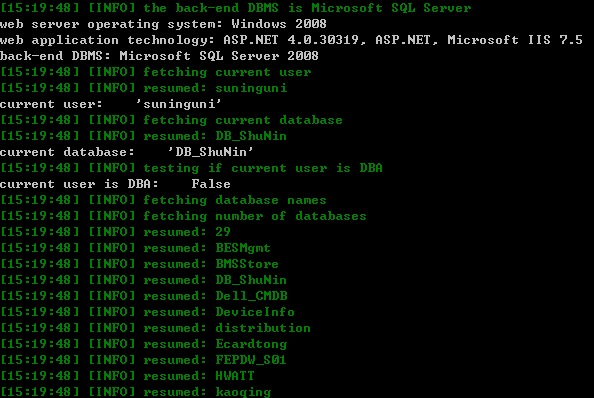 [15:19:48] [INFO] the back-end DBMS is Microsoft SQL Server
web server operating system: Windows 2008
web application technology: ASP.NET 4.0.30319, ASP.NET, Microsoft IIS 7.5
back-end DBMS: Microsoft SQL Server 2008
[15:19:48] [INFO] fetching current user
[15:19:48] [INFO] resumed: suninguni
current user:    'suninguni'
[15:19:48] [INFO] fetching current database
[15:19:48] [INFO] resumed: DB_ShuNin
current database:    'DB_ShuNin'
[15:19:48] [INFO] testing if current user is DBA
current user is DBA:    False
[15:19:48] [INFO] fetching database names
[15:19:48] [INFO] fetching number of databases
[15:19:48] [INFO] resumed: 29
[15:19:48] [INFO] resumed: BESMgmt
[15:19:48] [INFO] resumed: BMSStore
[15:19:48] [INFO] resumed: DB_ShuNin
[15:19:48] [INFO] resumed: Dell_CMDB
[15:19:48] [INFO] resumed: DeviceInfo
[15:19:48] [INFO] resumed: distribution
[15:19:48] [INFO] resumed: Ecardtong
[15:19:48] [INFO] resumed: FEPDW_S01
[15:19:48] [INFO] resumed: HWATT
[15:19:48] [INFO] resumed: kaoqing